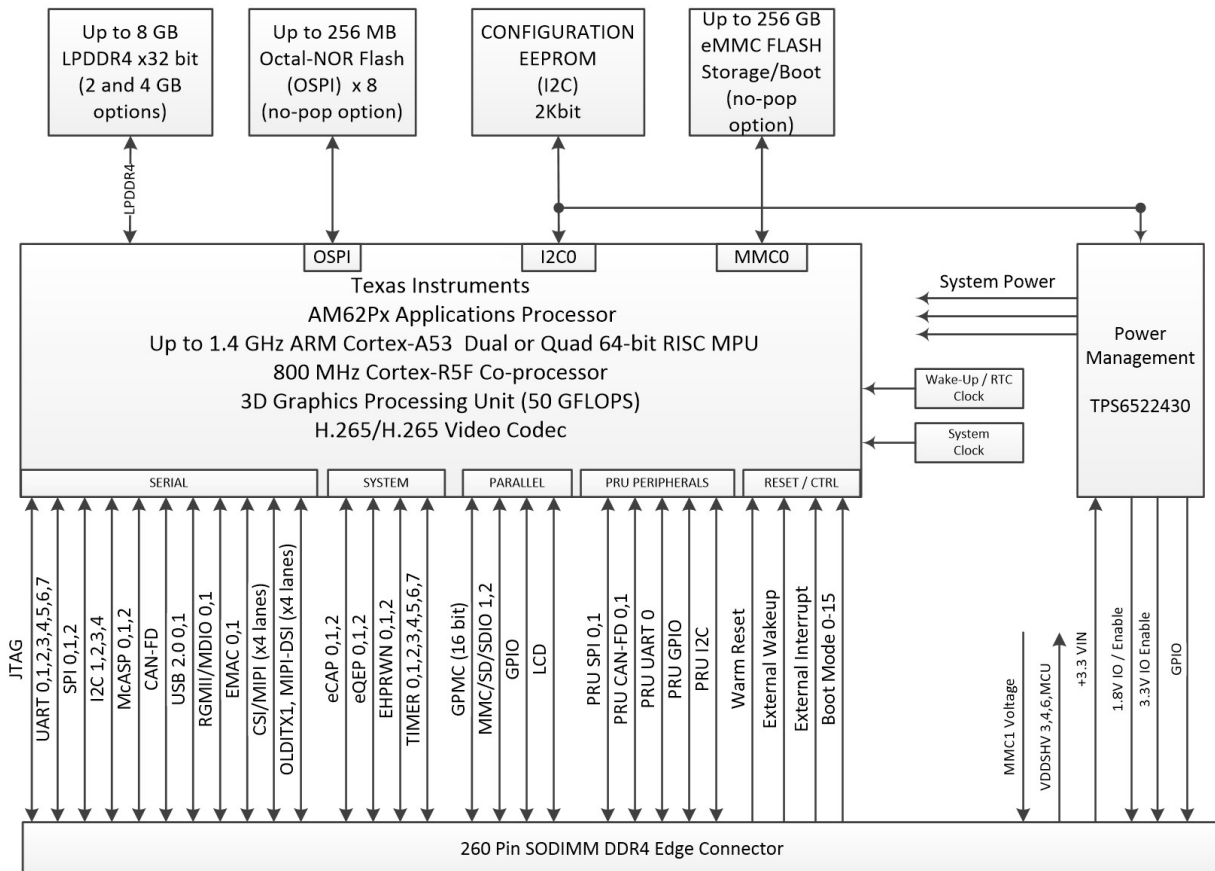 Up to 8 GB
LPDDR4 x32 bit
(2 and 4 GB
options)
Up to 256 MB
Octal-NOR Flash
(OSPI) x 8
(no-pop option)
CONFIGURATION
EEPROM
(I2C)
2Kbit
Up to 256 GB
eMMC FLASH
Storage/Boot
(no-pop
option)
LPDDR4
OSPI
I2C0
MMC0
Texas Instruments
AM62Px Applications Processor
Up to 1.4 GHz ARM Cortex-A53 Dual or Quad 64-bit RISC MPU
800 MHz Cortex-R5F Co-processor
3D Graphics Processing Unit (50 GFLOPS)
H.265/H.265 Video Codec
System Power
Wake-Up / RTC
Clock
System
Clock
Power
Management
TPS6522430
SERIAL
SYSTEM
PARALLEL
PRU PERIPHERALS
RESET / CTRL
JTAG
UART 0,1,2,3,4,5,6,7
SPI 0,1,2
I2C 1,2,3,4
McASP 0,1,2
CAN-FD
USB 2.0 0,1
RGMII/MDIO 0,1
EMAC 0,1
CSI/MIPI (x4 lanes)
OLDITX1, MIPI-DSI (x4 lanes)
eCAP 0,1,2
eQEP 0,1,2
EHPRWN 0,1,2
TIMER 0,1,2,3,4,5,6,7
GPMC (16 bit)
MMC/SD/SDIO 1,2
GPIO
LCD
PRU SPI 0,1
PRU CAN-FD 0,1
PRU UART 0
PRU GPIO
PRU I2C
Warm Reset
External Wakeup
External Interrupt
Boot Mode 0-15
MMC1 Voltage
VDDSHV 3,4,6,MCU
+3.3 VIN
1.8V IO / Enable
3.3V IO Enable
GPIO
260 Pin SODIMM DDR4 Edge Connector